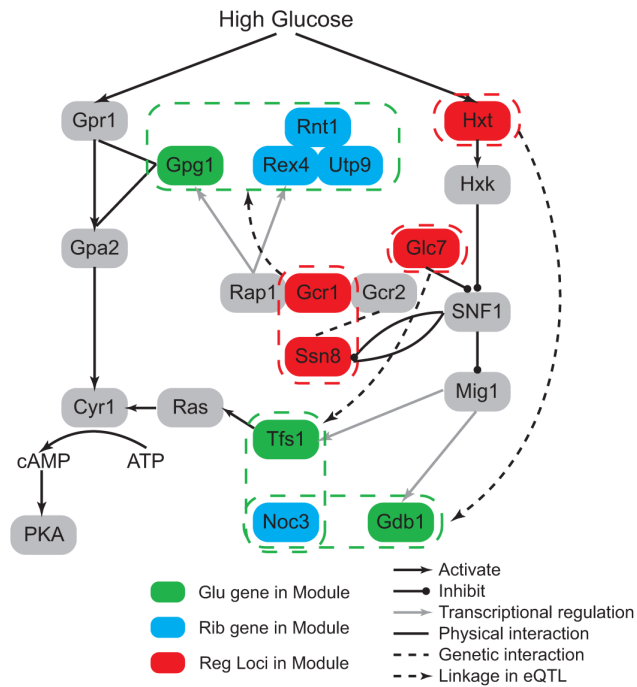 High Glucose
Gpr1
Rnt1
Hxt
Gpg1
Rex4
Utp9
Hxk
Gpa2
Glc7
Rap1
Gcr1
Gcr2
SNF1
Ssn8
Mig1
Cyr1
Ras
Tfs1
cAMP
ATP
PKA
Noc3
Gdb1
Glu gene in Module
Rib gene in Module
Reg Loci in Module
Activate
Inhibit
Transcriptional regulation
Physical interaction
Genetic interaction
Linkage in eQTL